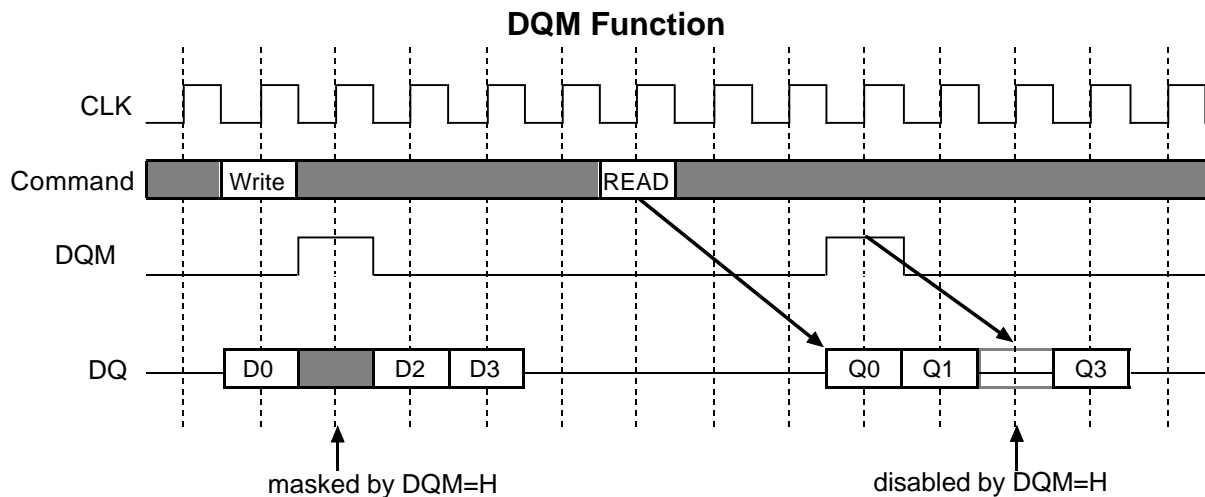 DQM Function
CLK
Command Write READ
DQM
DQ D0 D2 D3 Q0 Q1 Q3
masked by DQM=H disabled by DQM=H